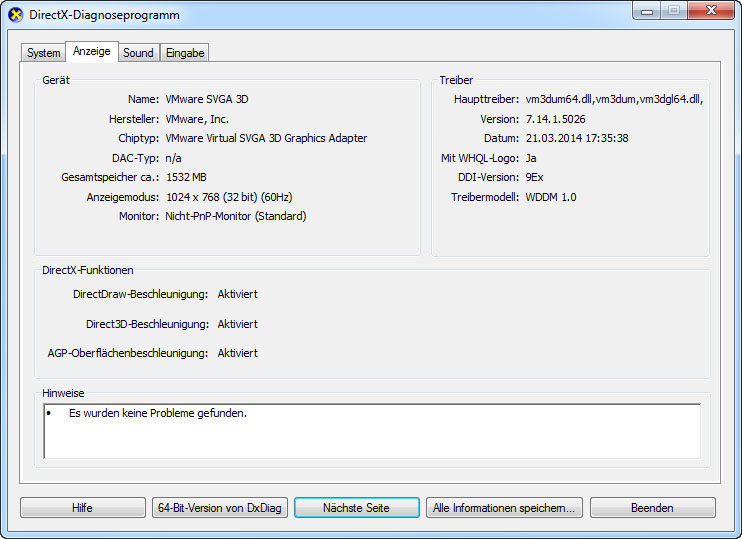 DirectX-Diagnoseprogramm
System Anzeige Sound Eingabe
Gerät
Name: VMware SVGA 3D
Hersteller: VMware, Inc.
Chiptyp: VMware Virtual SVGA 3D Graphics Adapter
DAC-Typ: n/a
Gesamtspeicher ca.: 1532 MB
Anzeigemodus: 1024 x 768 (32 bit) (60Hz)
Monitor: Nicht-PnP-Monitor (Standard)
Treiber
Haupttreiber: vm3dum64.dll,vm3dum,vm3dgl64.dll,
Version: 7.14.1.5026
Datum: 21.03.2014 17:35:38
Mit WHQL-Logo: Ja
DDI-Version: 9Ex
Treibermodell: WDDM 1.0
DirectX-Funktionen
DirectDraw-Beschleunigung: Aktiviert
Direct3D-Beschleunigung: Aktiviert
AGP-Oberflächenbeschleunigung: Aktiviert
Hinweise
• Es wurden keine Probleme gefunden.
Hilfe 64-Bit-Version von DxDiag Nächste Seite Alle Informationen speichern... Beenden